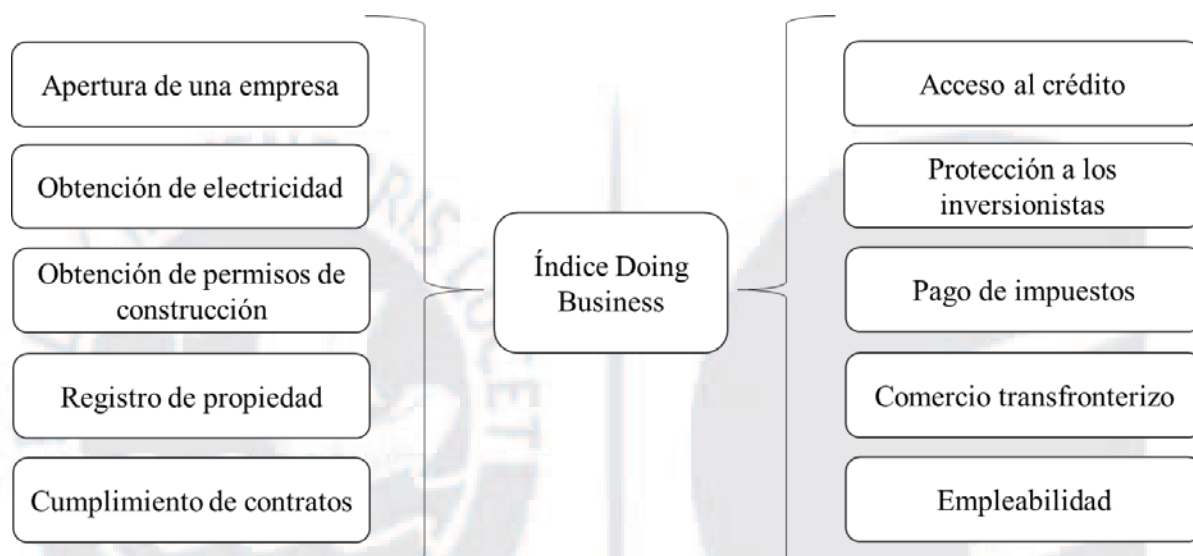 Apertura de una empresa
Obtención de electricidad
Obtención de permisos de
construcción
Registro de propiedad
Cumplimiento de contratos
Índice Doing
Business
Acceso al crédito
Protección a los
inversionistas
Pago de impuestos
Comercio transfronterizo
Empleabilidad